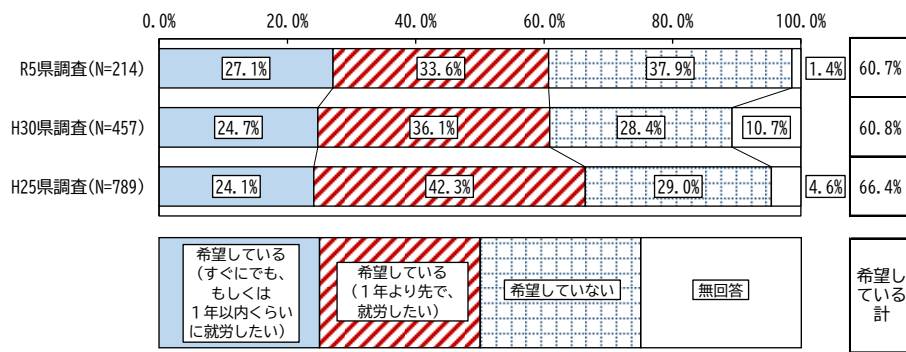 0.0% 20.0% 40.0% 60.0% 80.0% 100.0%
R5県調査(N=214) 27.1% 33.6% 37.9% 1.4% 60.7%
H30県調査(N=457) 24.7% 36.1% 28.4% 10.7% 60.8%
H25県調査(N=789) 24.1% 42.3% 29.0% 4.6% 66.4%
希望している
(すぐにでも、
もしくは
1年以内くらい
に就労したい)
希望している
(1年より先で、
就労したい)
希望していない
無回答
希望し
ている
計